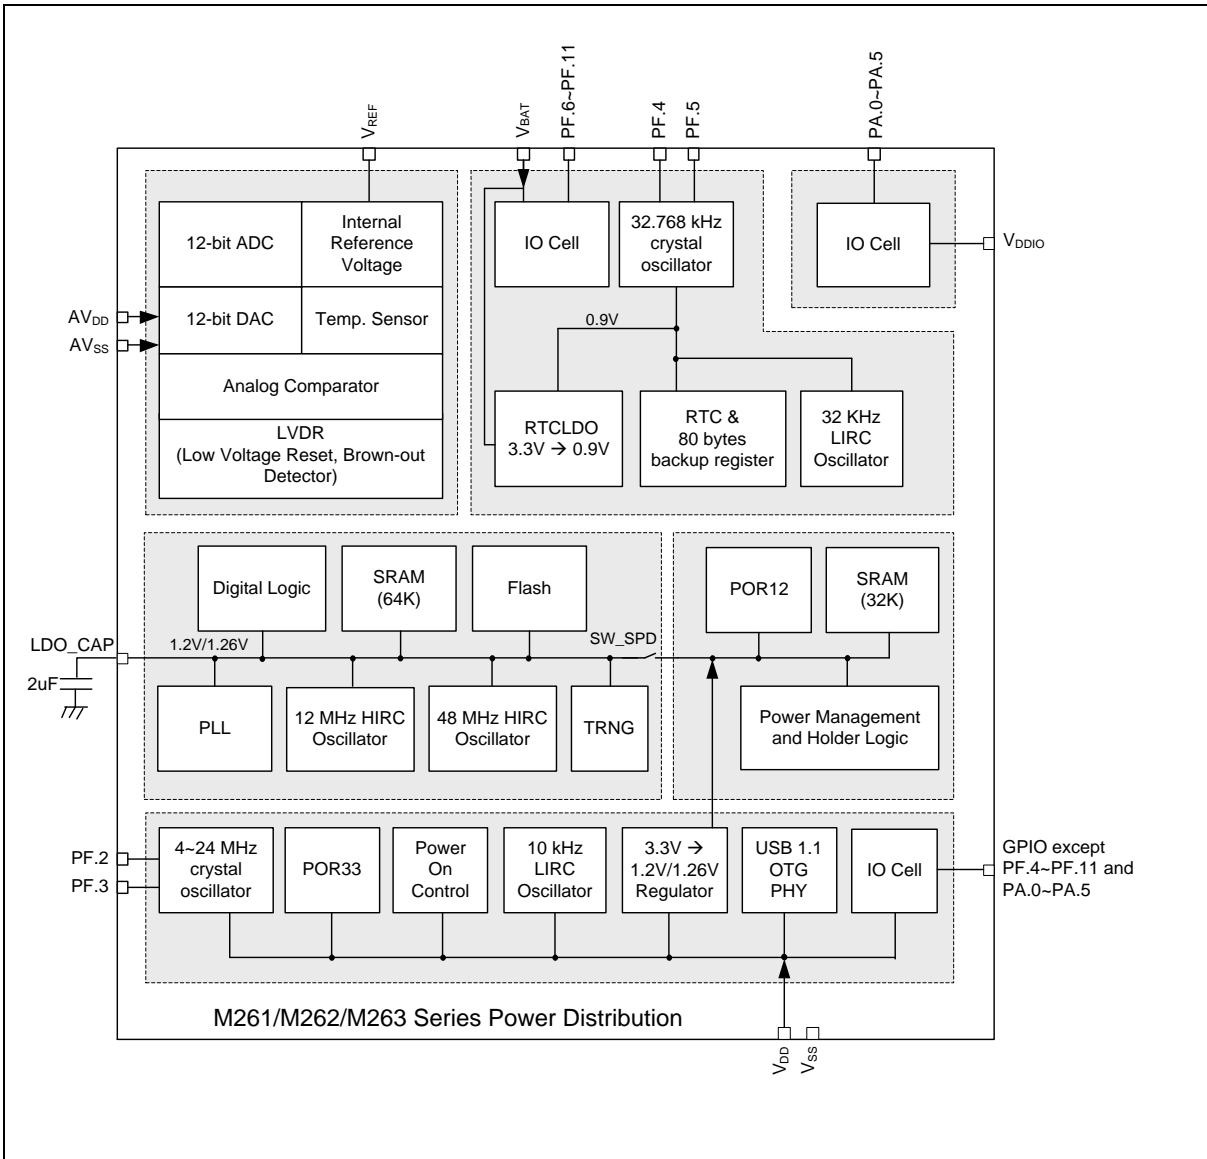 V_REF
V_BAT
PF.6~PF.11
PF.4
PF.5
PA.0~PA.5
12-bit ADC
Internal
Reference
Voltage
IO Cell
32.768 kHz
crystal
oscillator
IO Cell
V_DDIO
AV_DD
AV_SS
12-bit DAC
Temp. Sensor
0.9V
Analog Comparator
LVDR
(Low Voltage Reset, Brown-out
Detector)
RTCLDO
3.3V → 0.9V
RTC &
80 bytes
backup register
32 KHz
LIRC
Oscillator
Digital Logic
SRAM
(64K)
Flash
POR12
SRAM
(32K)
LDO_CAP
1.2V/1.26V
SW_SPD
2uF
PLL
12 MHz HIRC
Oscillator
48 MHz HIRC
Oscillator
TRNG
Power Management
and Holder Logic
PF.2
PF.3
4~24 MHz
crystal
oscillator
POR33
Power
On
Control
10 kHz
LIRC
Oscillator
3.3V →
1.2V/1.26V
Regulator
USB 1.1
OTG
PHY
IO Cell
GPIO except
PF.4~PF.11 and
PA.0~PA.5
M261/M262/M263 Series Power Distribution
V_DD
V_SS